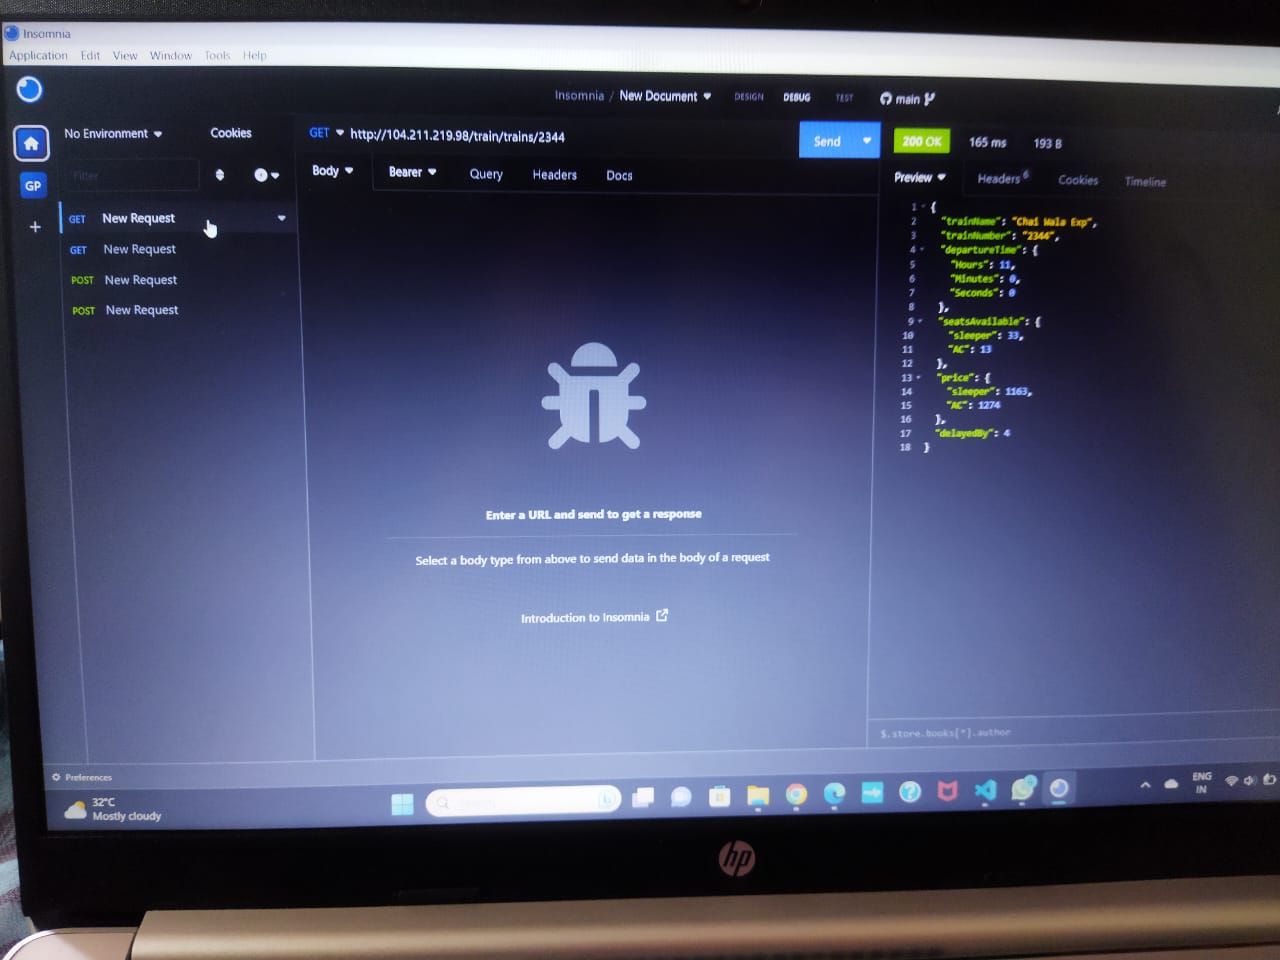 Insomnia
Application Edit View Window Tools Help
Insomnia / New Document DESIGN DEBUG TEST main
No Environment Cookies
GET http://104.211.219.98/train/trains/2344 Send 200 OK 165 ms 193 B
Filter
Body Bearer Query Headers Docs
Preview Headers 6 Cookies Timeline
GP
GET New Request
GET New Request
POST New Request
POST New Request
Enter a URL and send to get a response
Select a body type from above to send data in the body of a request
Introduction to Insomnia
1 {
2 "trainName": "Chai Wala Exp",
3 "trainNumber": "2344",
4 "departureTime": {
5 "Hours": 11,
6 "Minutes": 0,
7 "Seconds": 0
8 },
9 "seatsAvailable": {
10 "sleeper": 33,
11 "AC": 13
12 },
13 "price": {
14 "sleeper": 1163,
15 "AC": 1274
16 },
17 "delayedBy": 4
18 }
$.store.books[*].author
Preferences
32°C
Mostly cloudy
Search
ENG
IN
hp